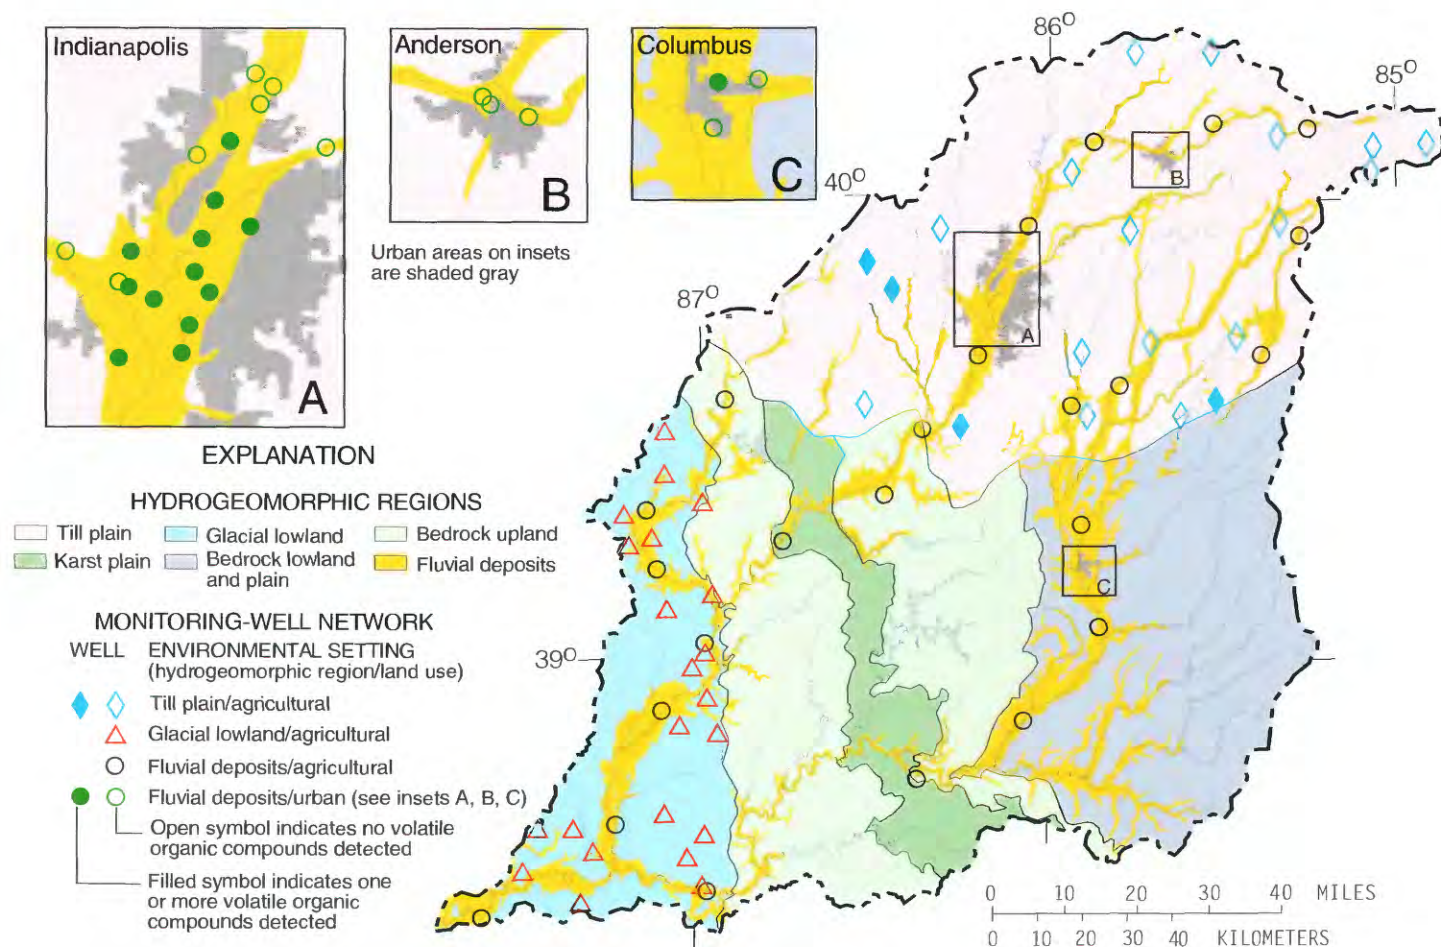 Indianapolis
A
Anderson
B
Columbus
C
Urban areas on insets
are shaded gray
86°
85°
40°
87°
39°
A
B
C
EXPLANATION
HYDROGEOMORPHIC REGIONS
Till plain
Glacial lowland
Bedrock upland
Karst plain
Bedrock lowland
and plain
Fluvial deposits
MONITORING-WELL NETWORK
WELL ENVIRONMENTAL SETTING
(hydrogeomorphic region/land use)
Till plain/agricultural
Glacial lowland/agricultural
Fluvial deposits/agricultural
Fluvial deposits/urban (see insets A, B, C)
Open symbol indicates no volatile
organic compounds detected
Filled symbol indicates one
or more volatile organic
compounds detected
0 10 20 30 40 MILES
0 10 20 30 40 KILOMETERS